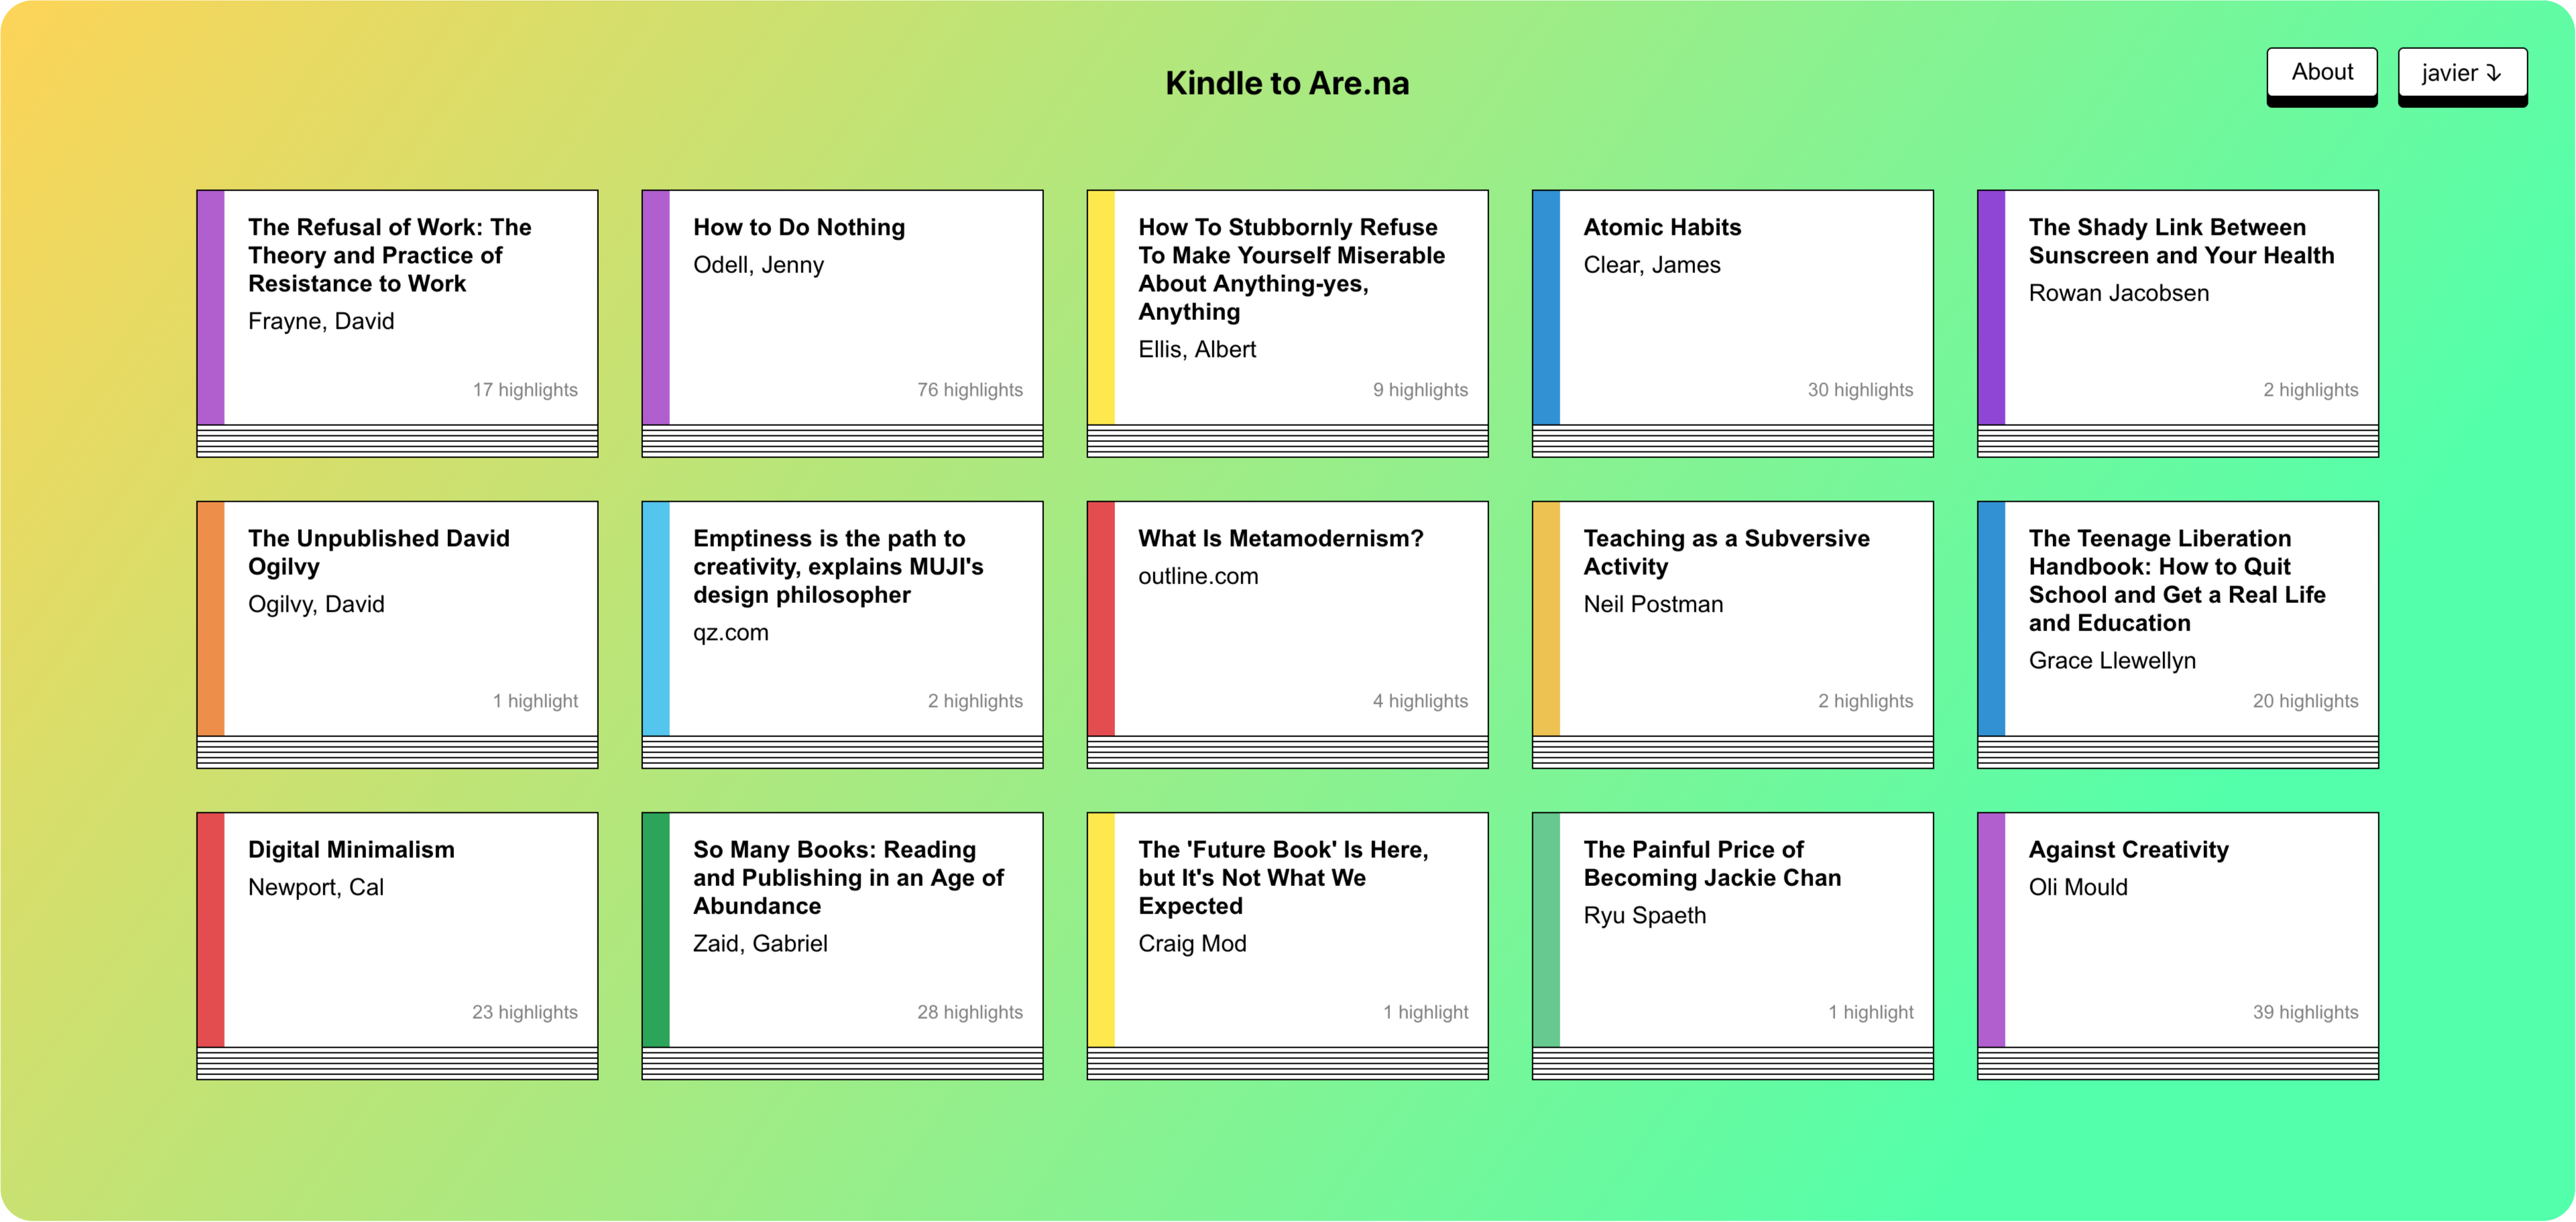 Kindle to Are.na
About
javier ⤵
The Refusal of Work: The
Theory and Practice of
Resistance to Work
Frayne, David
17 highlights
How to Do Nothing
Odell, Jenny
76 highlights
How To Stubbornly Refuse
To Make Yourself Miserable
About Anything-yes,
Anything
Ellis, Albert
9 highlights
Atomic Habits
Clear, James
30 highlights
The Shady Link Between
Sunscreen and Your Health
Rowan Jacobsen
2 highlights
The Unpublished David
Ogilvy
Ogilvy, David
1 highlight
Emptiness is the path to
creativity, explains MUJI's
design philosopher
qz.com
2 highlights
What Is Metamodernism?
outline.com
4 highlights
Teaching as a Subversive
Activity
Neil Postman
2 highlights
The Teenage Liberation
Handbook: How to Quit
School and Get a Real Life
and Education
Grace Llewellyn
20 highlights
Digital Minimalism
Newport, Cal
23 highlights
So Many Books: Reading
and Publishing in an Age of
Abundance
Zaid, Gabriel
28 highlights
The 'Future Book' Is Here,
but It's Not What We
Expected
Craig Mod
1 highlight
The Painful Price of
Becoming Jackie Chan
Ryu Spaeth
1 highlight
Against Creativity
Oli Mould
39 highlights